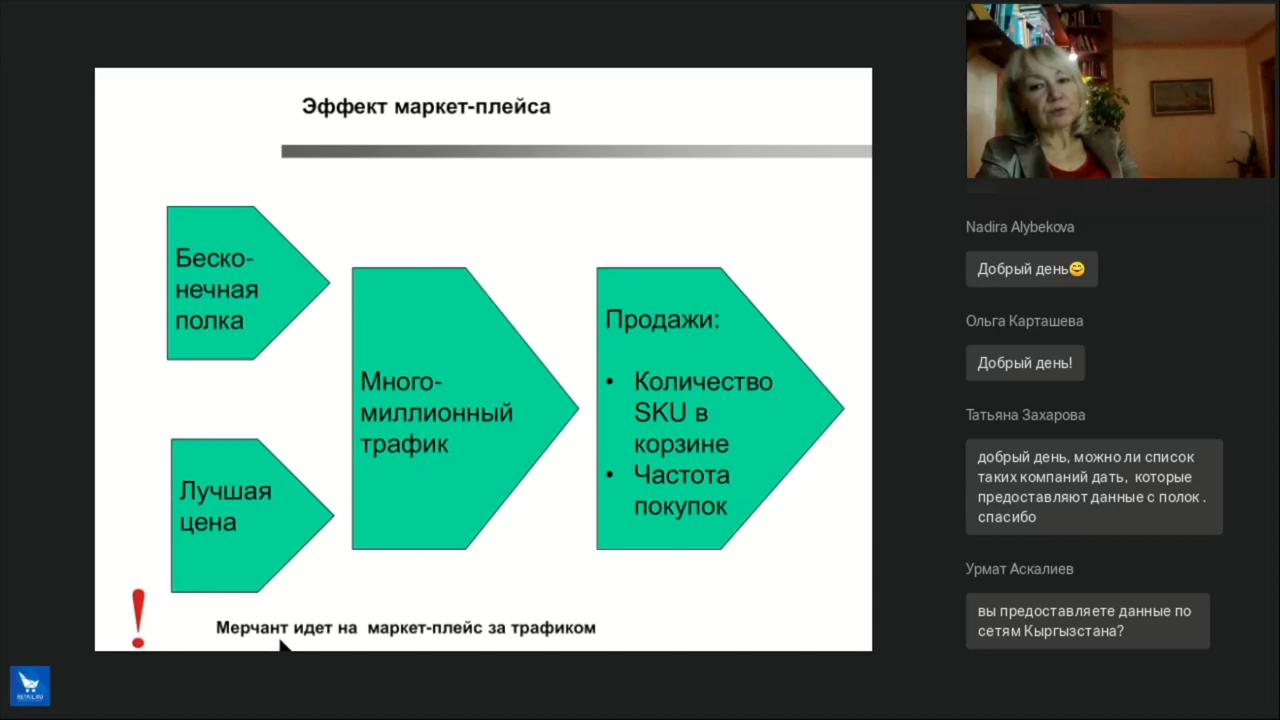 Эффект маркет-плейса
Беско-
нечная
полка
Лучшая
цена
Много-
миллионный
трафик
Продажи:
• Количество
SKU в
корзине
• Частота
покупок
!
Мерчант идет на маркет-плейс за трафиком
RETAIL.RU
Nadira Alybekova
Добрый день😊
Ольга Карташева
Добрый день!
Татьяна Захарова
добрый день, можно ли список
таких компаний дать, которые
предоставляют данные с полок .
спасибо
Урмат Аскалиев
вы предоставляете данные по
сетям Кыргызстана?